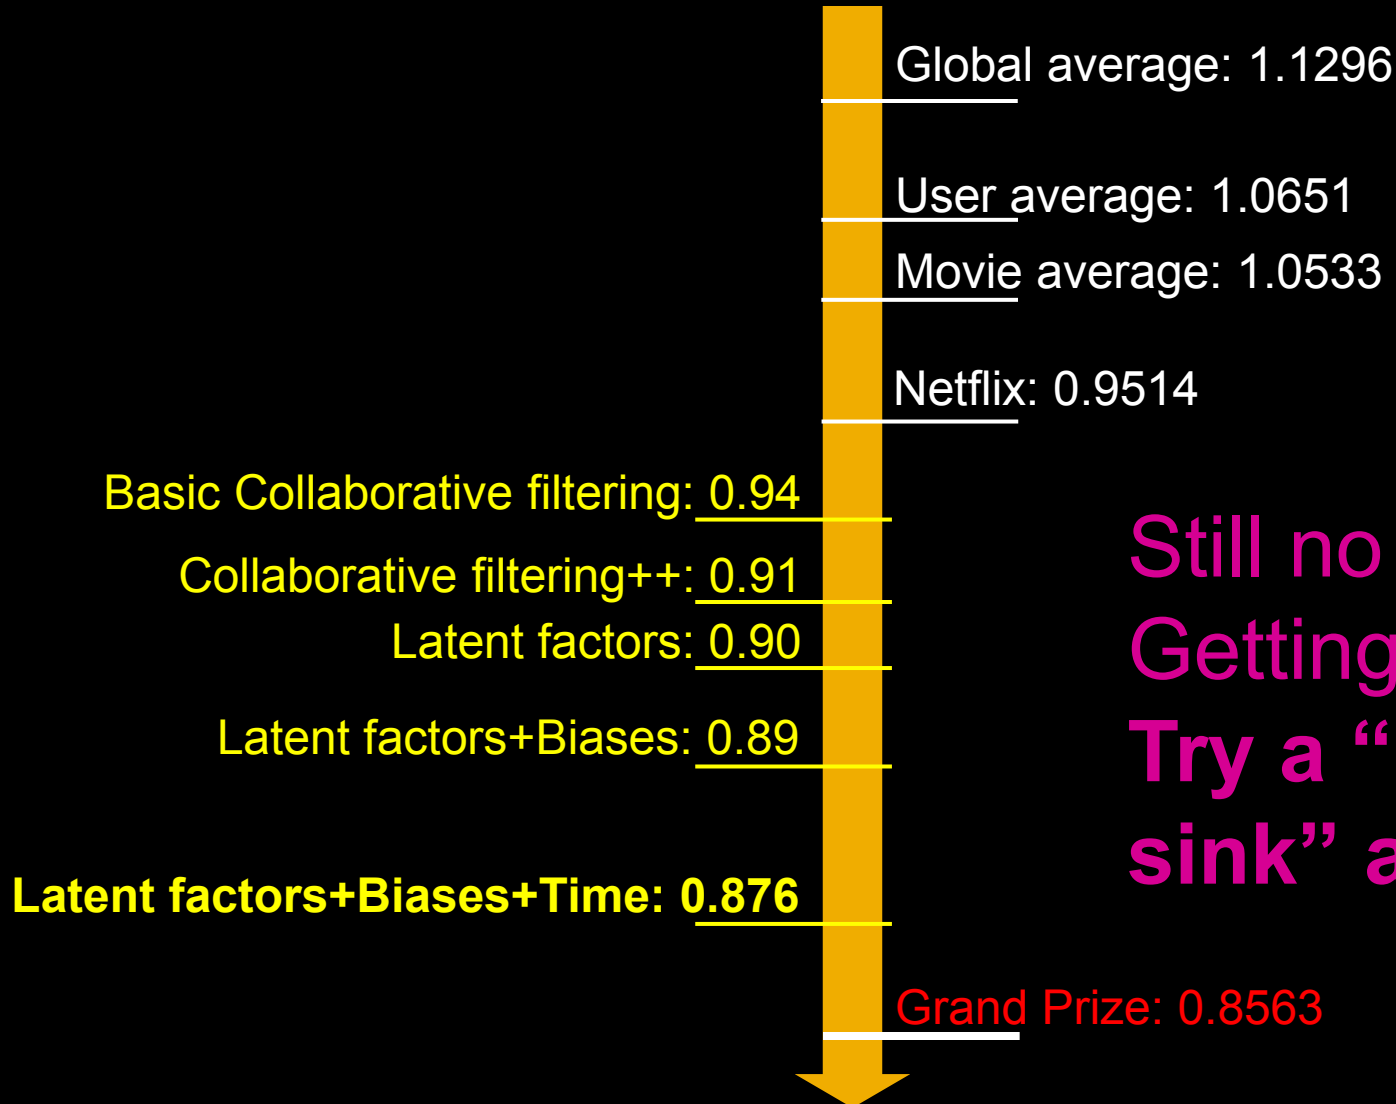 Global average: 1.1296
User average: 1.0651
Movie average: 1.0533
Netflix: 0.9514
Basic Collaborative filtering: 0.94
Collaborative filtering++: 0.91
Latent factors: 0.90
Latent factors+Biases: 0.89
Latent factors+Biases+Time: 0.876
Grand Prize: 0.8563
Still no
Getting
Try a “
sink” a